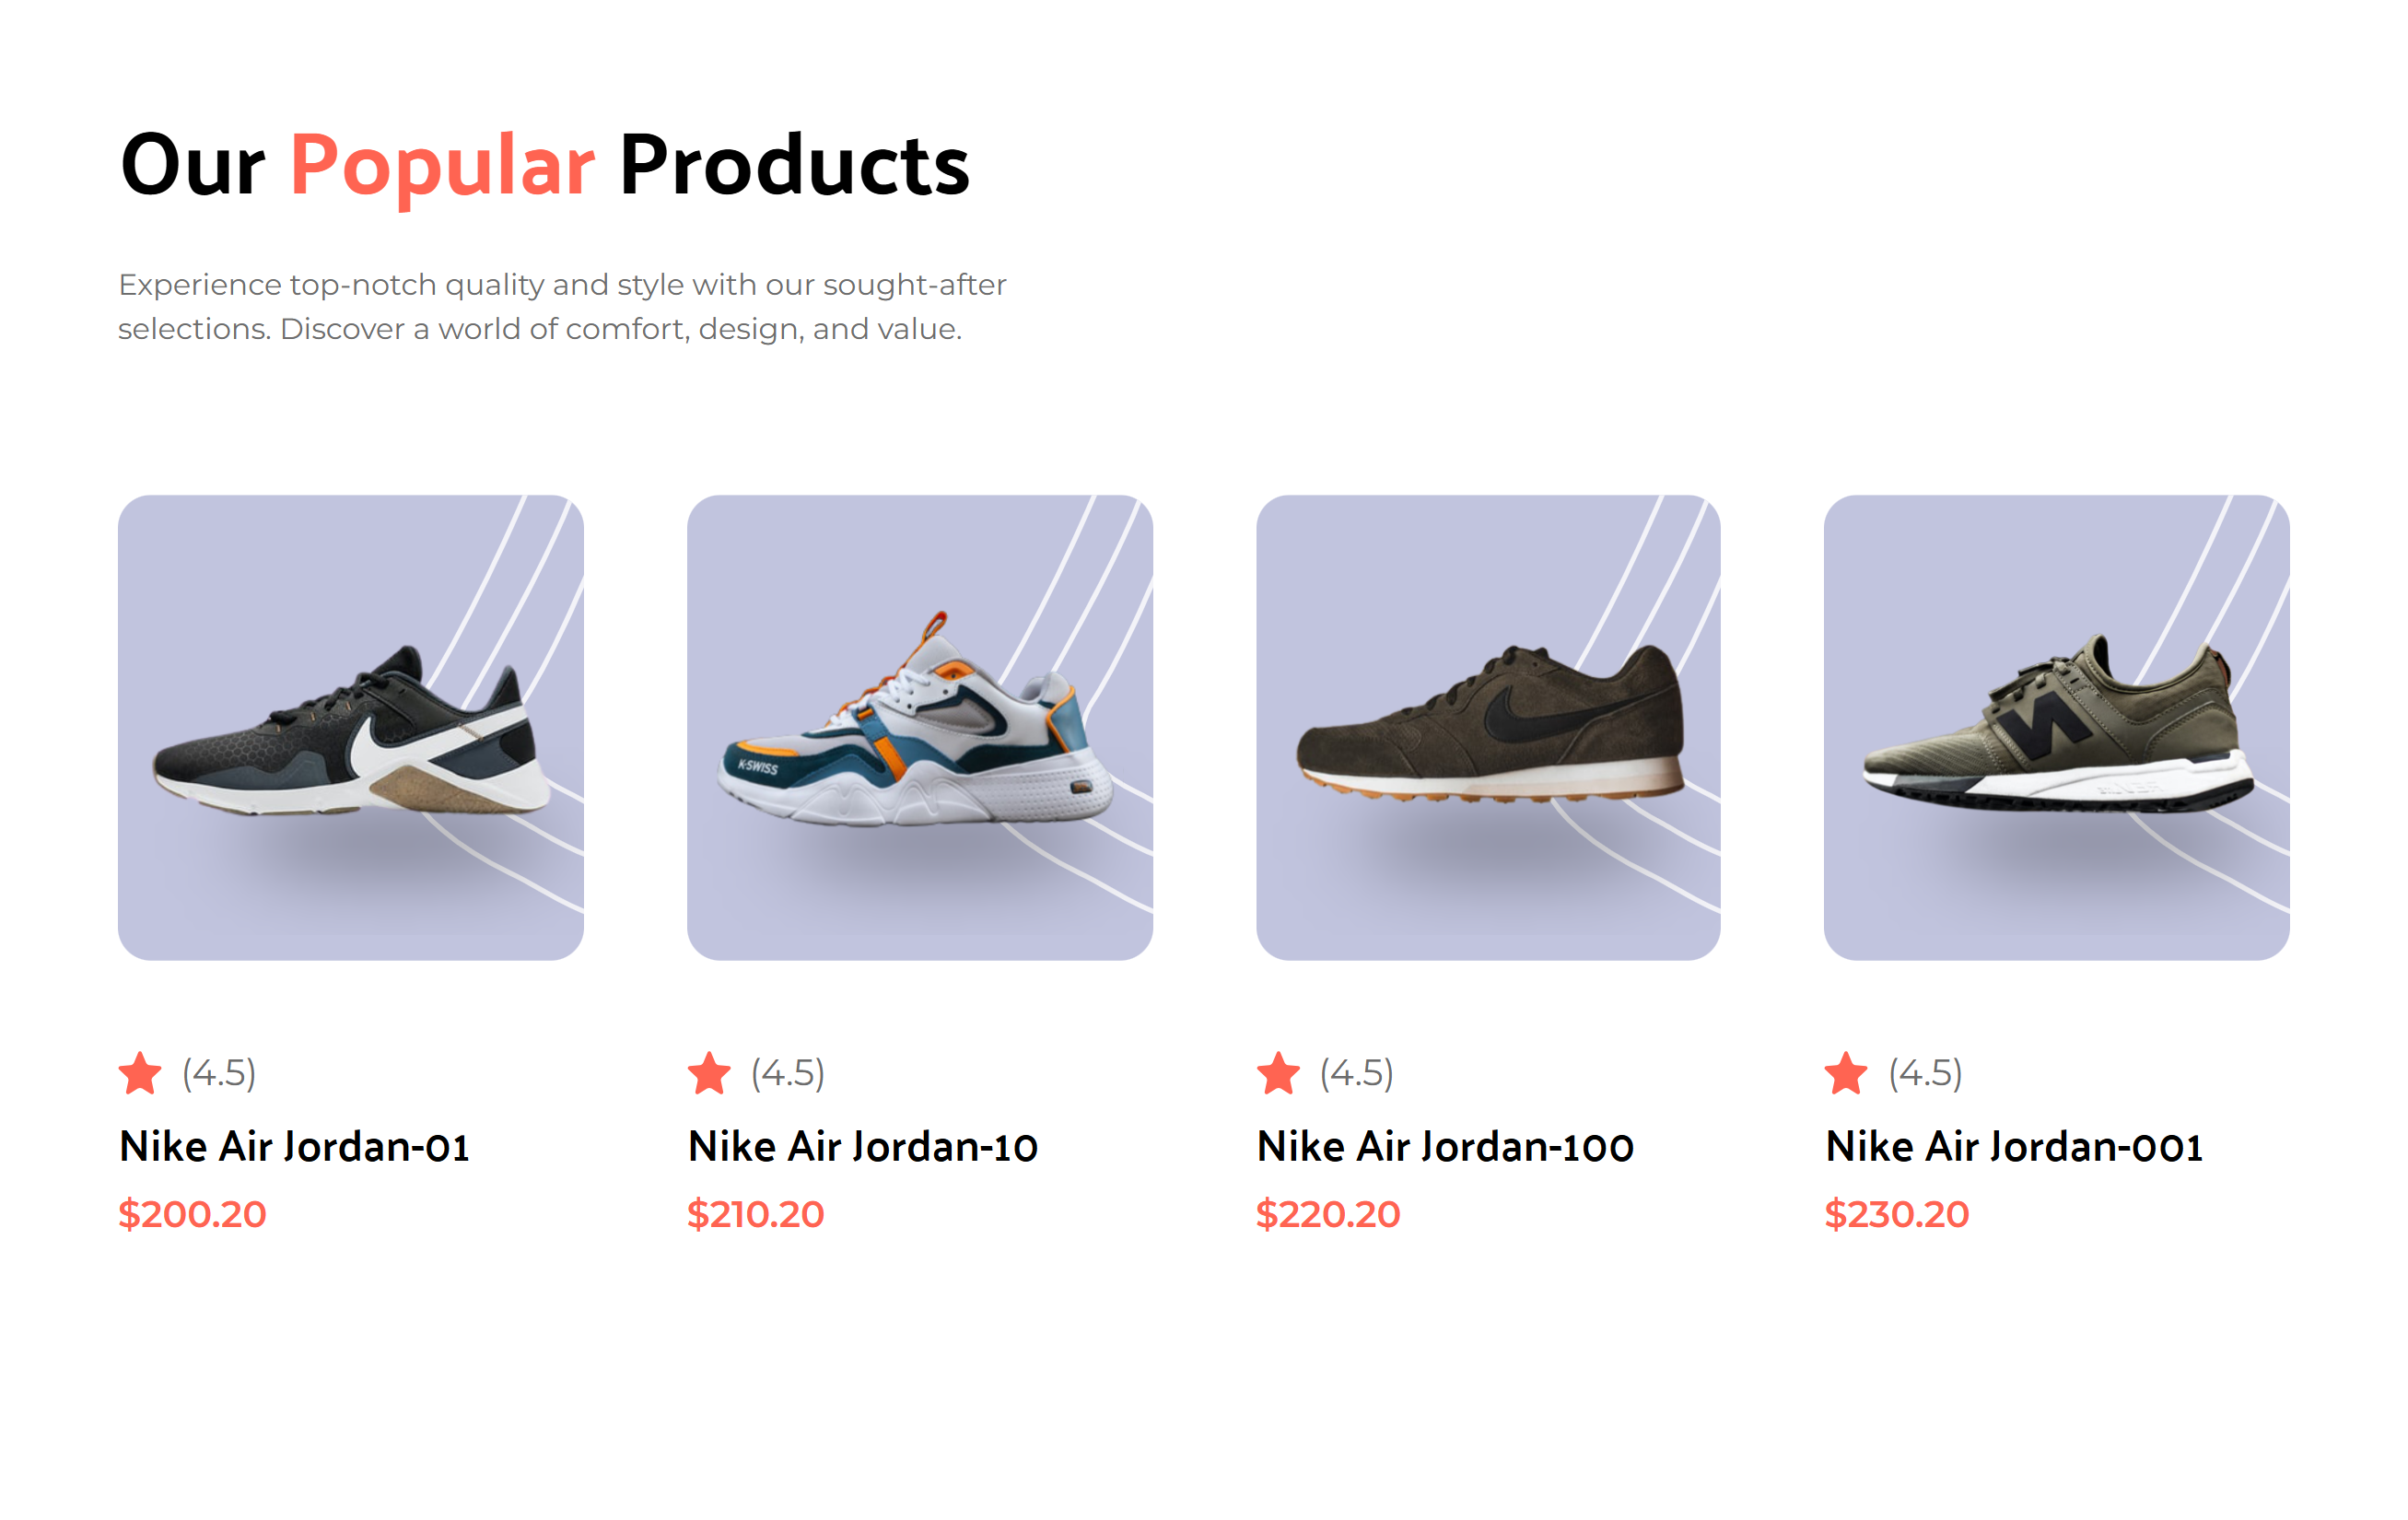 Our Popular Products
Experience top-notch quality and style with our sought-after
selections. Discover a world of comfort, design, and value.
K-SWISS
N
(4.5)
(4.5)
(4.5)
(4.5)
Nike Air Jordan-01
Nike Air Jordan-10
Nike Air Jordan-100
Nike Air Jordan-001
$200.20
$210.20
$220.20
$230.20